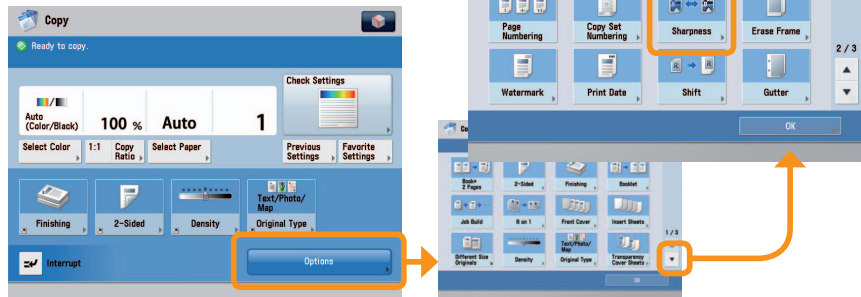 Copy
Ready to copy.
Check Settings
Auto
(Color/Black)
100 %
Auto
1
Select Color
1:1 Copy
Ratio
Select Paper
Previous
Settings
Favorite
Settings
Finishing
2-Sided
Density
Text/Photo/
Map
Original Type
Interrupt
Options
Page
Numbering
Copy Set
Numbering
Sharpness
Erase Frame
2/3
Watermark
Print Date
Shift
Gutter
OK
Co
Book➔
2 Pages
2-Sided
Finishing
Booklet
Job Build
N on 1
Front Cover
Insert Sheets
1/3
Different Size
Originals
Density
Text/Photo/
Map
Original Type
Transparency
Cover Sheets
OK